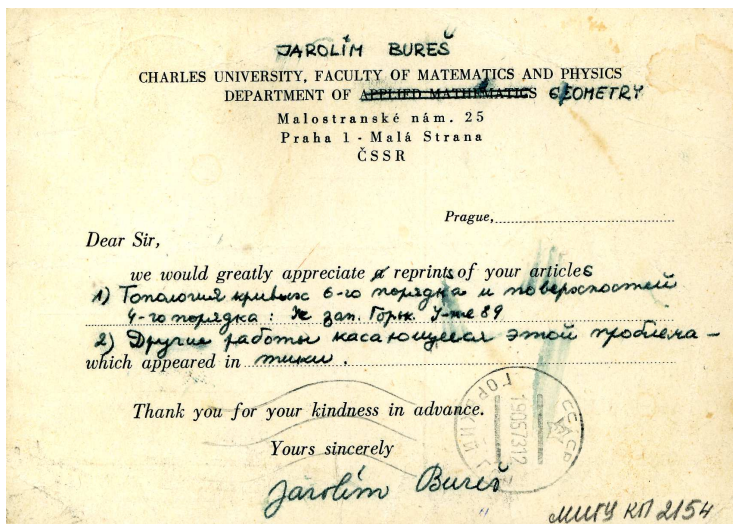 JAROLÍM BUREŠ
CHARLES UNIVERSITY, FACULTY OF MATEMATICS AND PHYSICS
DEPARTMENT OF APPLIED MATHEMATICS GEOMETRY
Malostranské nám. 25
Praha 1 - Malá Strana
ČSSR
Prague,
Dear Sir,
we would greatly appreciate a reprints of your articles
1) Топология кривых 6-го порядка и поверхностей
4-го порядка: Уч зап. Горьк. У-те 89
2) Другие работы касающееся этой проблема-
which appeared in тики.
Thank you for your kindness in advance.
Yours sincerely
Jarolím Bureš
СССР
ГОРЬКИЙ
19057312
МИГУ КП 2154